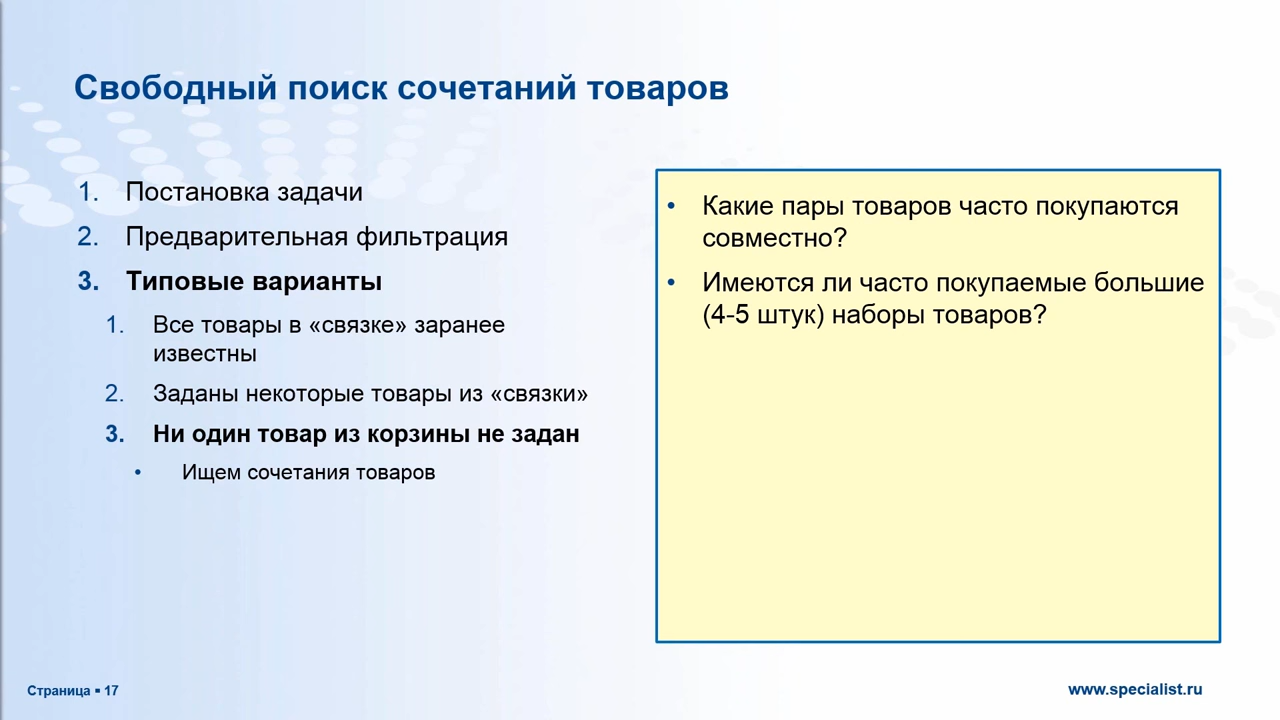 Свободный поиск сочетаний товаров
1. Постановка задачи
2. Предварительная фильтрация
3. Типовые варианты
1. Все товары в «связке» заранее
известны
2. Заданы некоторые товары из «связки»
3. Ни один товар из корзины не задан
• Ищем сочетания товаров
• Какие пары товаров часто покупаются
совместно?
• Имеются ли часто покупаемые большие
(4-5 штук) наборы товаров?
Страница ▪ 17
www.specialist.ru